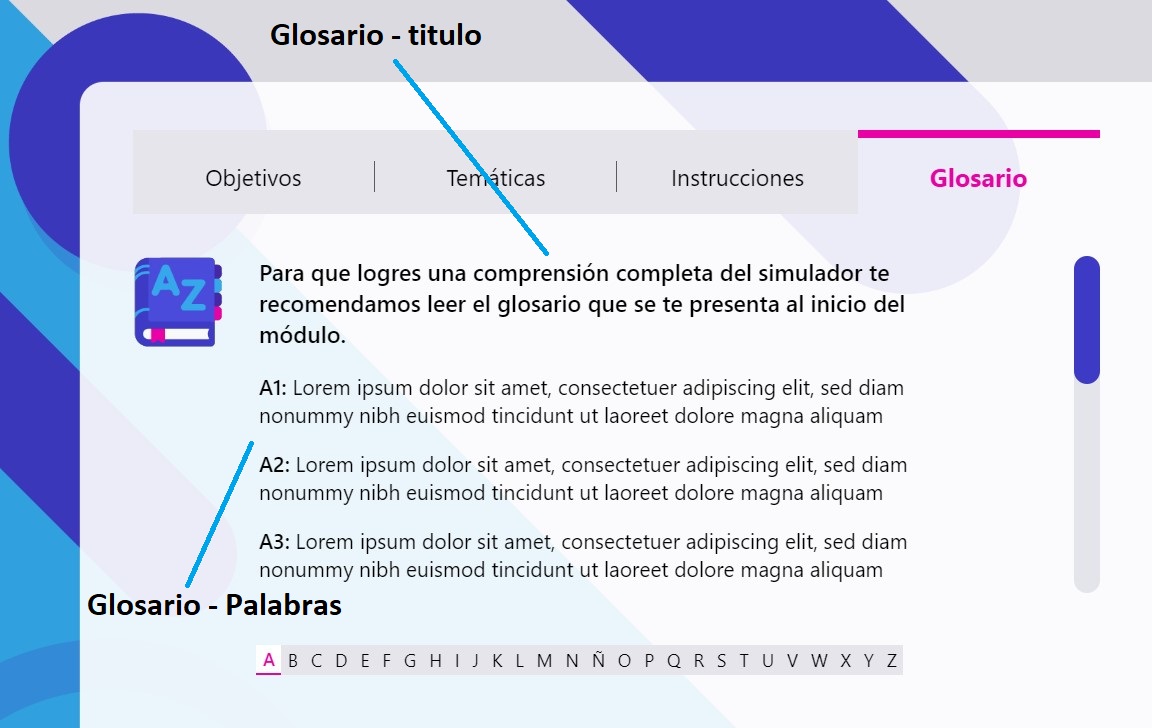 Glosario - titulo
Objetivos
Temáticas
Instrucciones
Glosario
AZ
Para que logres una comprensión completa del simulador te
recomendamos leer el glosario que se te presenta al inicio del
módulo.
A1: Lorem ipsum dolor sit amet, consectetuer adipiscing elit, sed diam
nonummy nibh euismod tincidunt ut laoreet dolore magna aliquam
A2: Lorem ipsum dolor sit amet, consectetuer adipiscing elit, sed diam
nonummy nibh euismod tincidunt ut laoreet dolore magna aliquam
A3: Lorem ipsum dolor sit amet, consectetuer adipiscing elit, sed diam
nonummy nibh euismod tincidunt ut laoreet dolore magna aliquam
Glosario - Palabras
A B C D E F G H I J K L M N Ñ O P Q R S T U V W X Y Z